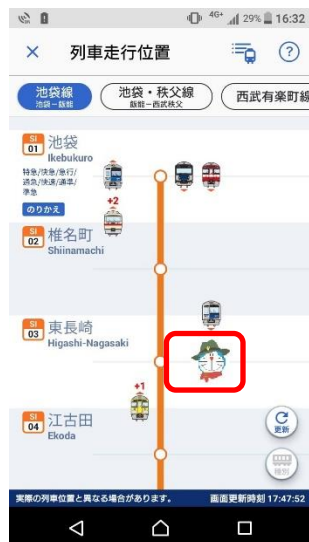 4G+ 29% 16:32
× 列車走行位置 ?
池袋線
池袋－飯能
池袋・秩父線
飯能－西武秩父
西武有楽町線
SI 01 池袋
Ikebukuro
特急/快急/急行/
通急/快速/通準/
準急
のりかえ
+2
SI 02 椎名町
Shiinamachi
SI 03 東長崎
Higashi-Nagasaki
+1
SI 04 江古田
Ekoda
更新
種別
実際の列車位置と異なる場合があります。 画面更新時刻 17:47:52